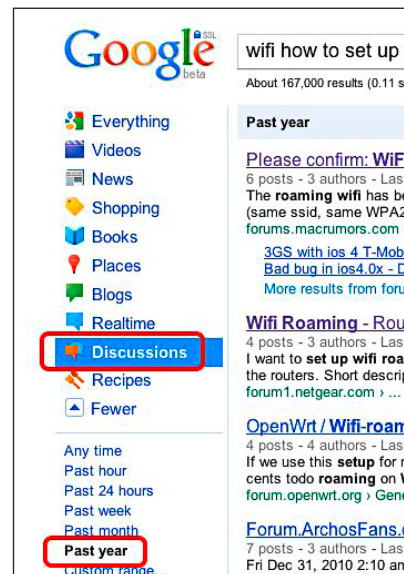 Google SSL
beta
wifi how to set up
About 167,000 results (0.11 s
Everything
Videos
News
Shopping
Books
Places
Blogs
Realtime
Discussions
Recipes
Fewer
Any time
Past hour
Past 24 hours
Past week
Past month
Past year
Custom range...
Past year
Please confirm: WiF
6 posts - 3 authors - Las
The roaming wifi has be
(same ssid, same WPA2
forums.macrumors.com
3GS with ios 4 T-Mob
Bad bug in ios4.0x - D
More results from foru
Wifi Roaming - Rou
4 posts - 3 authors - Las
I want to set up wifi roa
the routers. Short descrip
forum1.netgear.com › ...
OpenWrt / Wifi-roam
4 posts - 4 authors - Las
If we use this setup for r
cents todo roaming on W
forum.openwrt.org › Gene
Forum.ArchosFans.c
7 posts - 3 authors - Las
Fri Dec 31, 2010 2:10 am